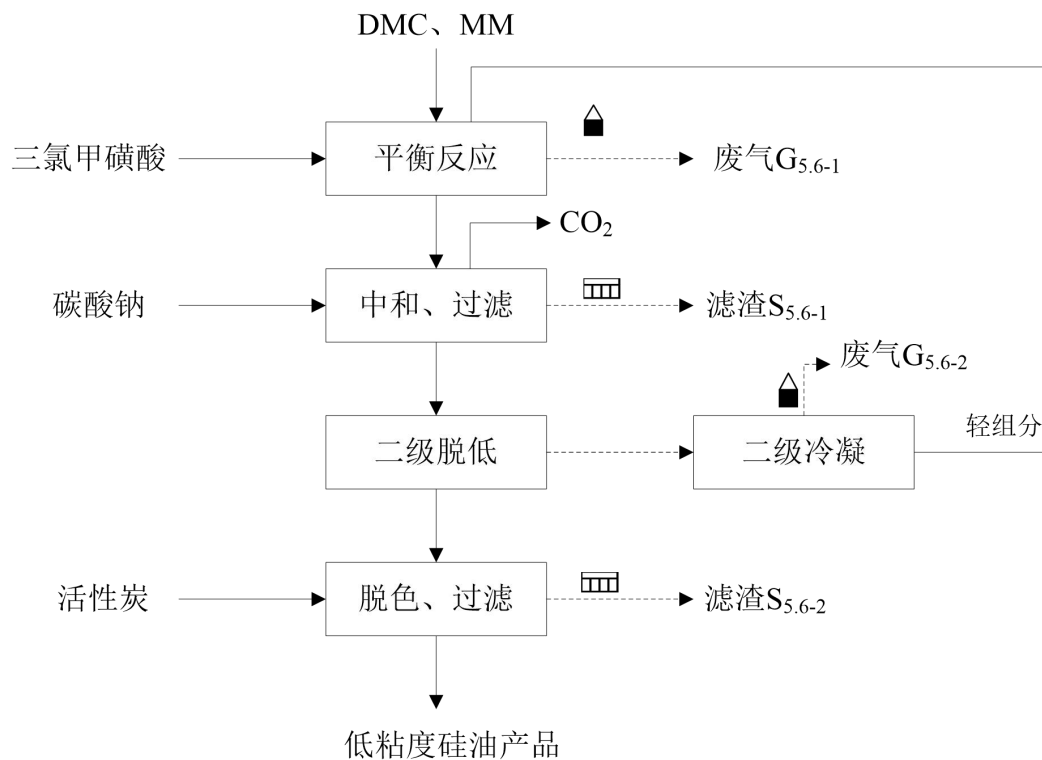 DMC、MM
三氯甲磺酸
平衡反应
废气G5.6-1
CO2
碳酸钠
中和、过滤
滤渣S5.6-1
废气G5.6-2
二级脱低
二级冷凝
轻组分
活性炭
脱色、过滤
滤渣S5.6-2
低粘度硅油产品